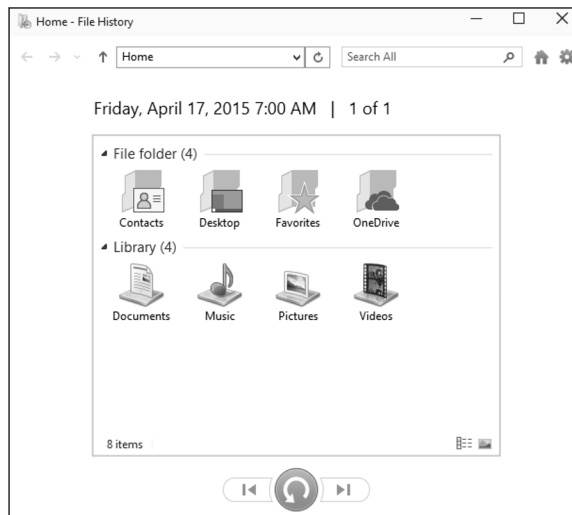 Home - File History
Home
Search All
Friday, April 17, 2015 7:00 AM | 1 of 1
File folder (4)
Contacts Desktop Favorites OneDrive
Library (4)
Documents Music Pictures Videos
8 items